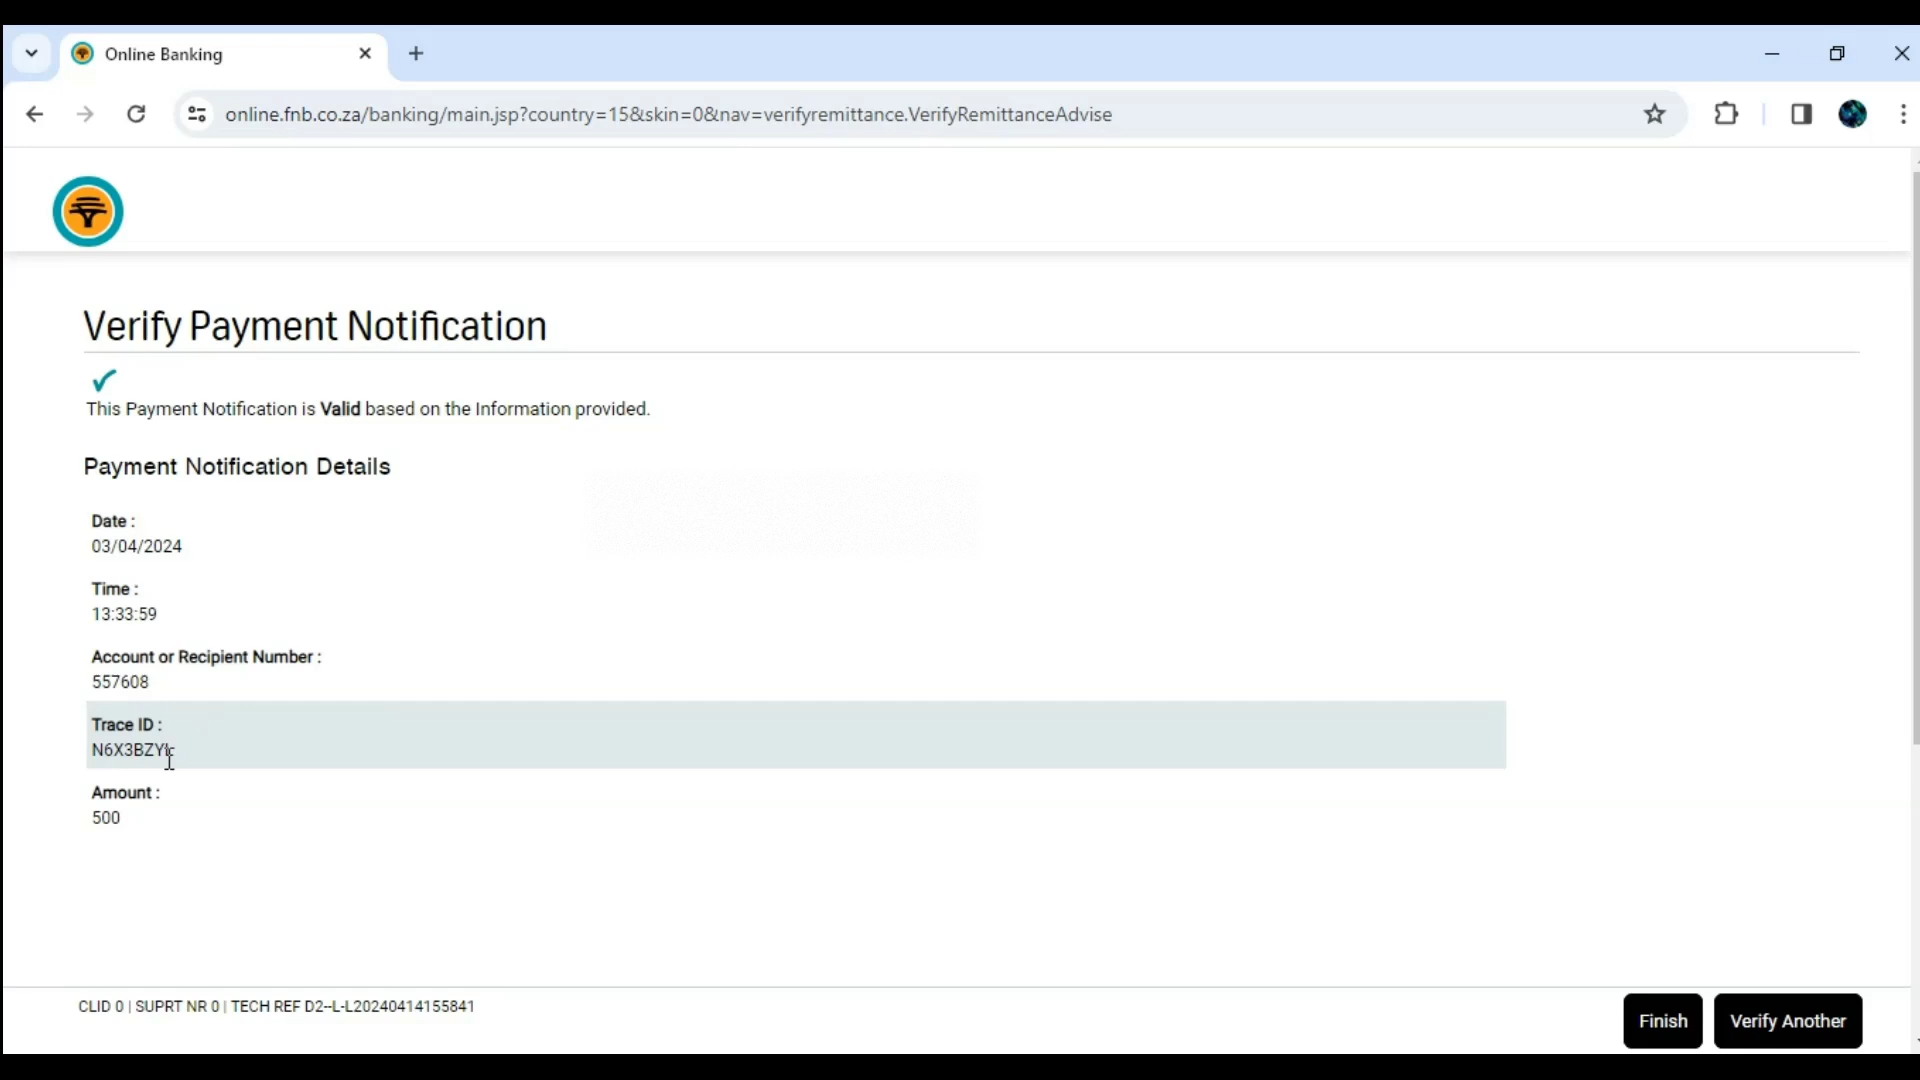 Online Banking
online.fnb.co.za/banking/main.jsp?country=15&skin=0&nav=verifyremittance.VerifyRemittanceAdvise
Verify Payment Notification
This Payment Notification is Valid based on the Information provided.
Payment Notification Details
Date :
03/04/2024
Time :
13:33:59
Account or Recipient Number :
557608
Trace ID :
Amount :
500
CLID 0 | SUPRT NR 0 | TECH REF D2--L-L20240414155841
Finish
Verify Another